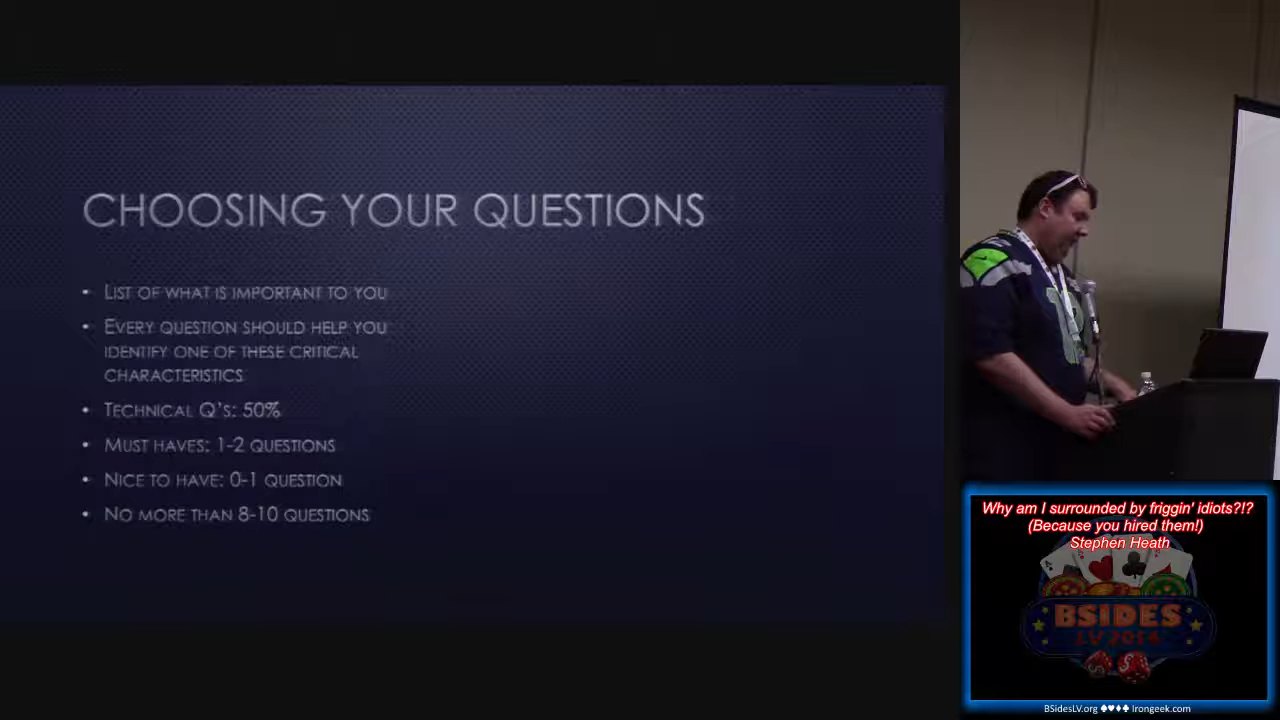 CHOOSING YOUR QUESTIONS
• LIST OF WHAT IS IMPORTANT TO YOU
• EVERY QUESTION SHOULD HELP YOU
IDENTIFY ONE OF THESE CRITICAL
CHARACTERISTICS
• TECHNICAL Q'S: 50%
• MUST HAVES: 1-2 QUESTIONS
• NICE TO HAVE: 0-1 QUESTION
• NO MORE THAN 8-10 QUESTIONS
Why am I surrounded by friggin' idiots?!?
(Because you hired them!)
Stephen Heath
BSIDES
LV 2014
BSidesLV.org ♠♥♦♣ Irongeek.com